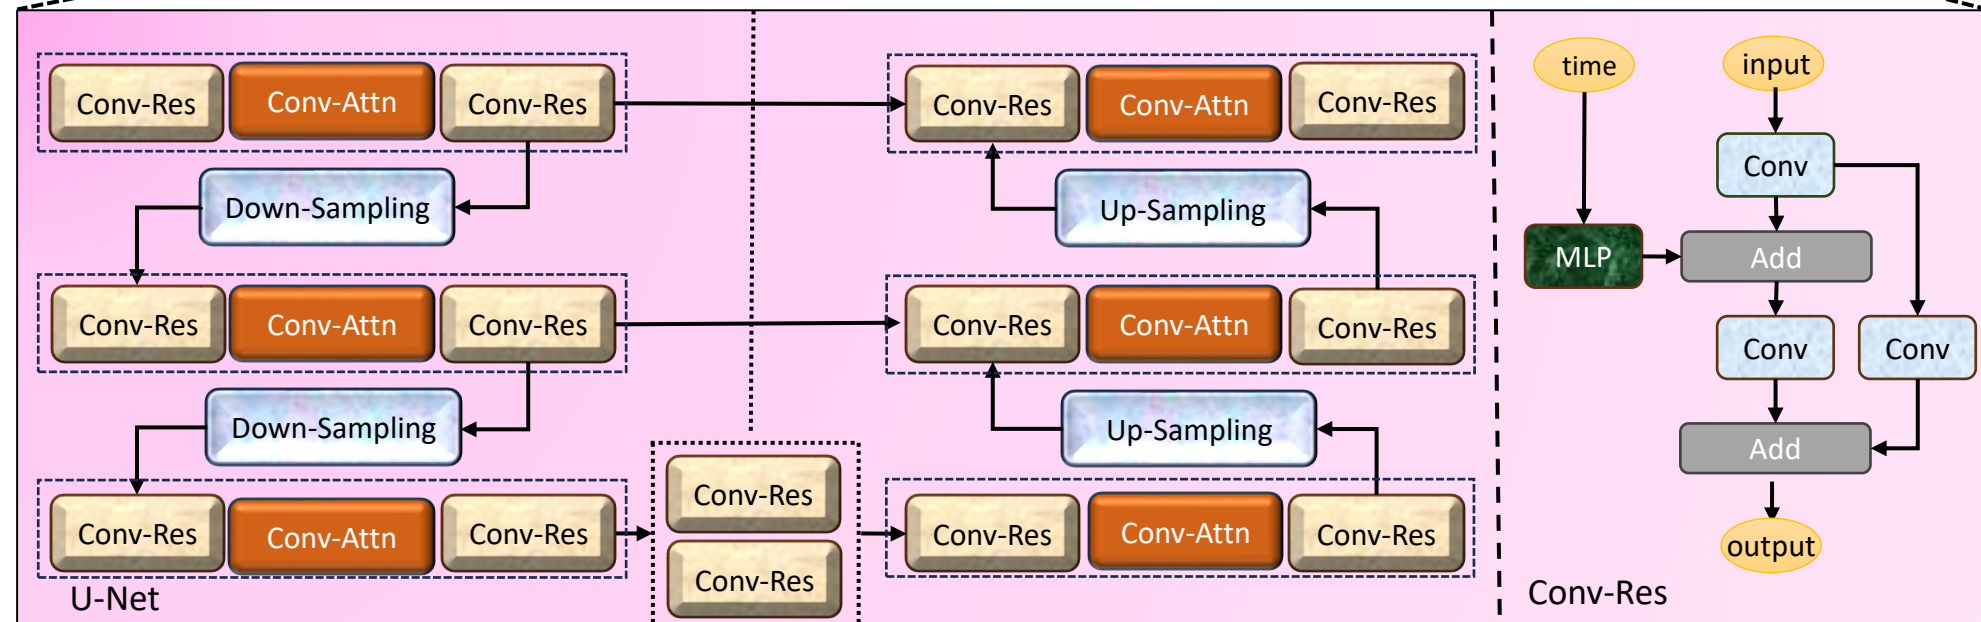 Conv-Res Conv-Attn Conv-Res
Conv-Res Conv-Attn Conv-Res
Down-Sampling
Up-Sampling
Conv-Res Conv-Attn Conv-Res
Conv-Res Conv-Attn Conv-Res
Down-Sampling
Up-Sampling
Conv-Res Conv-Attn Conv-Res
Conv-Res
Conv-Res
Conv-Res Conv-Attn Conv-Res
U-Net
time
input
Conv
MLP
Add
Conv
Conv
Add
output
Conv-Res